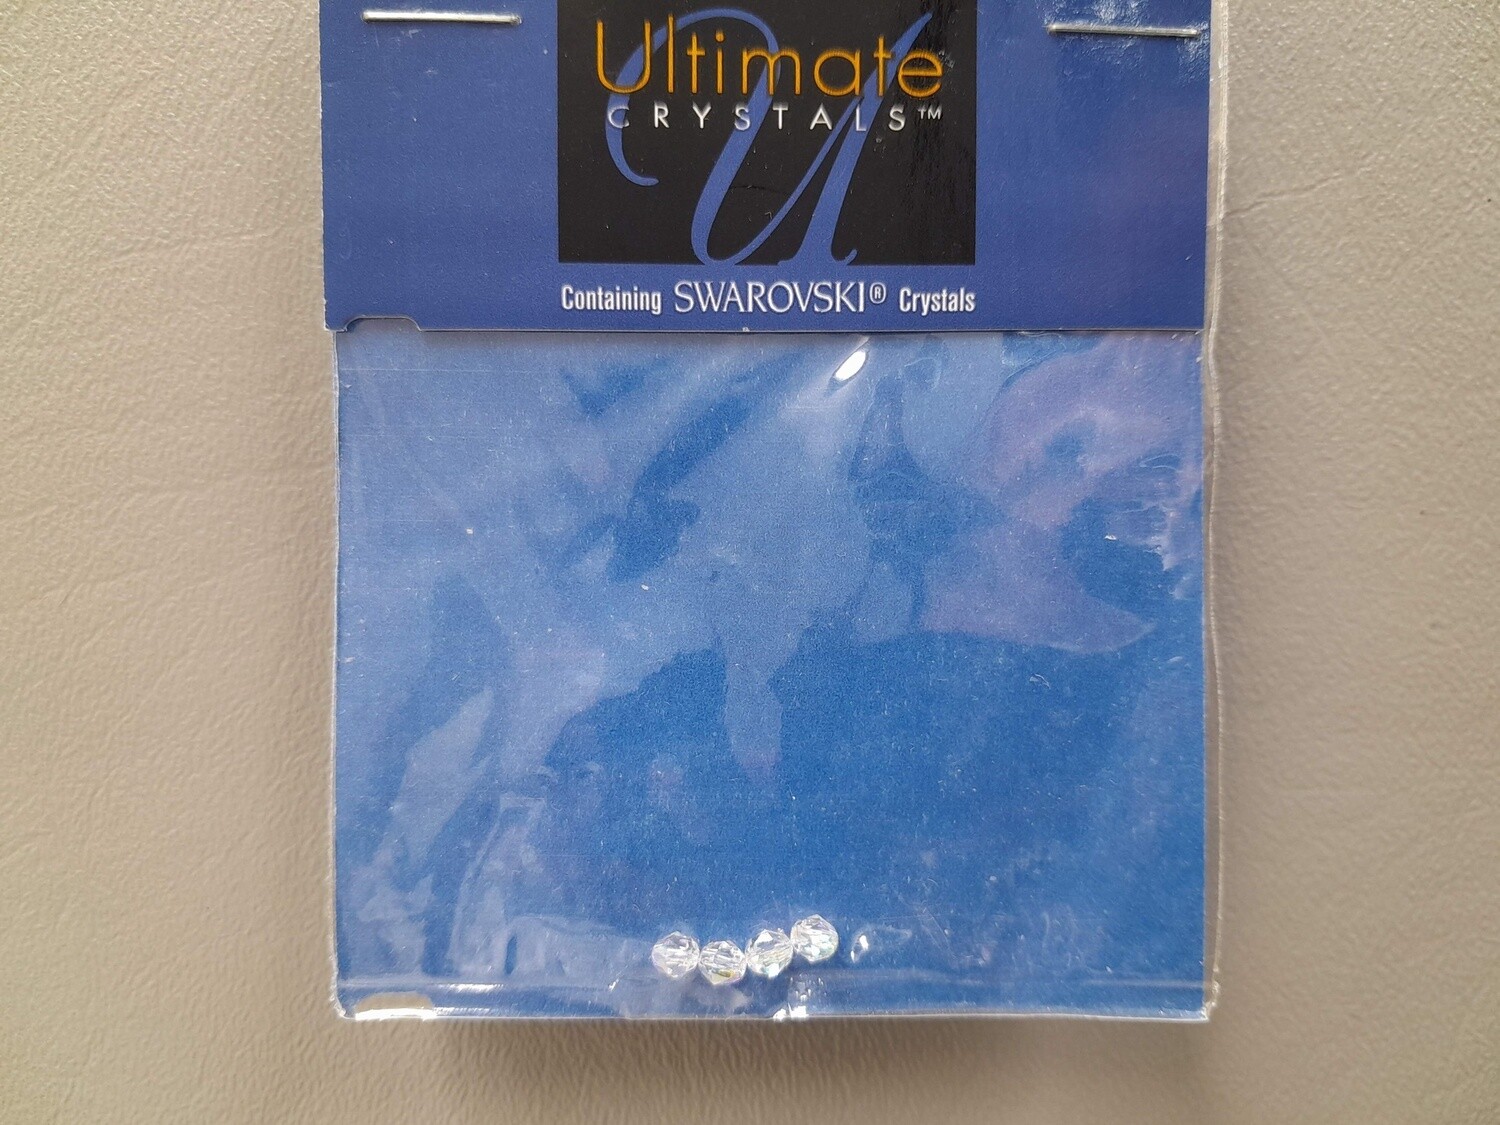 Ultimate
CRYSTALS™
U
Containing SWAROVSKI® Crystals